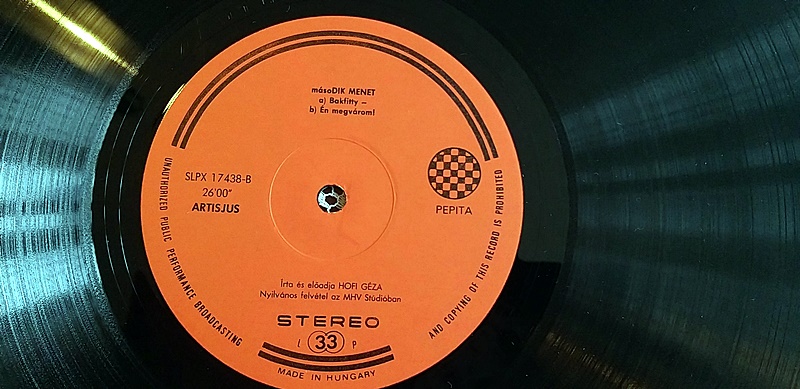 másoDIK MENET
a) Bakfitty –
b) Én megvárom!
SLPX 17438-B
26'00"
ARTISJUS
PEPITA
Írta és előadja HOFI GÉZA
Nyilvános felvétel az MHV Stúdióban
STEREO
L 33 P
UNAUTHORIZED PUBLIC PERFORMANCE BROADCASTING
AND COPYING OF THIS RECORD IS PROHIBITED
MADE IN HUNGARY